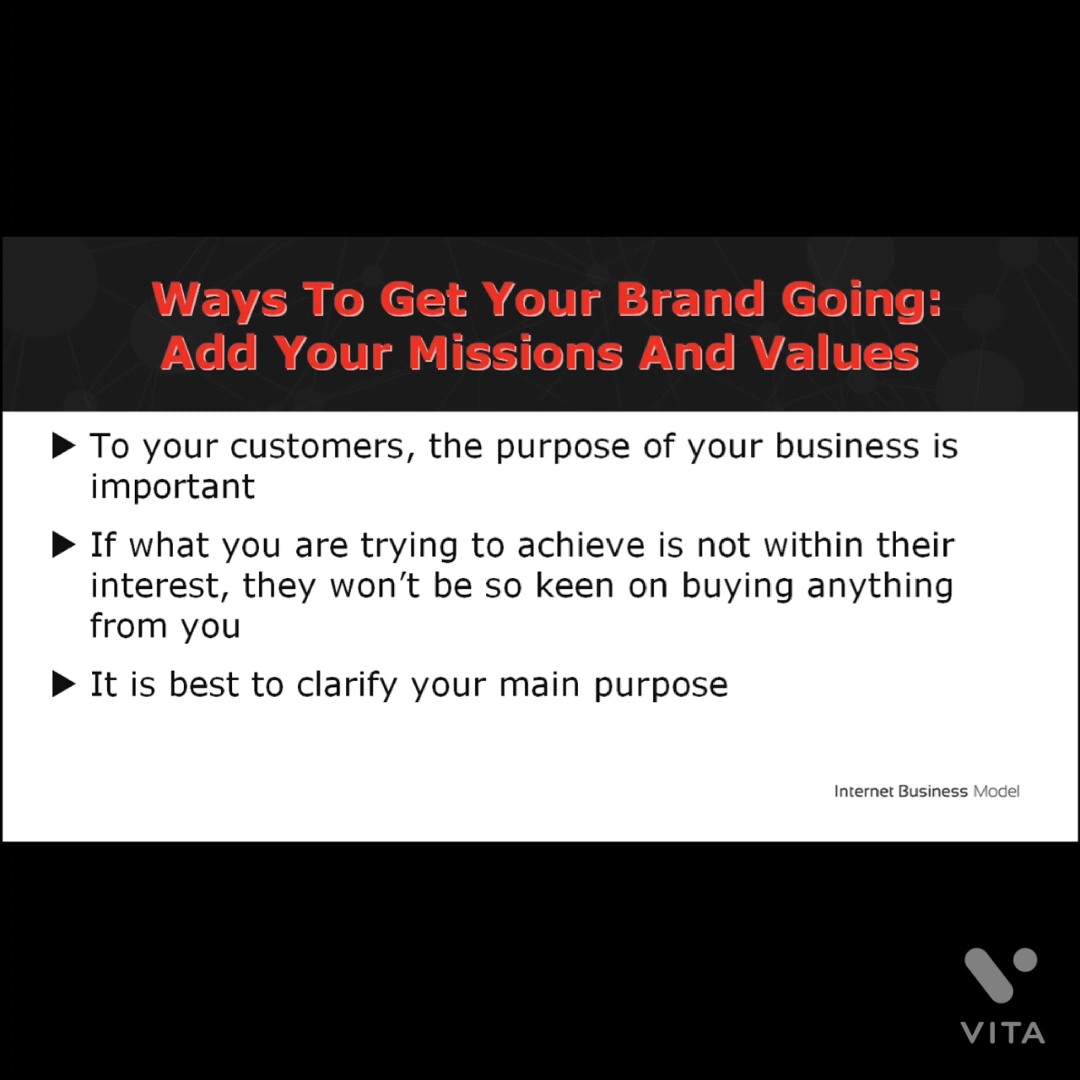 Ways To Get Your Brand Going:
Add Your Missions And Values
▶ To your customers, the purpose of your business is
important
▶ If what you are trying to achieve is not within their
interest, they won’t be so keen on buying anything
from you
▶ It is best to clarify your main purpose
Internet Business Model
VITA